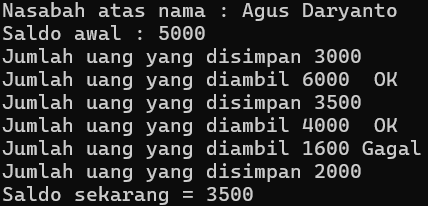 Nasabah atas nama : Agus Daryanto
Saldo awal : 5000
Jumlah uang yang disimpan 3000
Jumlah uang yang diambil 6000  OK
Jumlah uang yang disimpan 3500
Jumlah uang yang diambil 4000  OK
Jumlah uang yang diambil 1600 Gagal
Jumlah uang yang disimpan 2000
Saldo sekarang = 3500